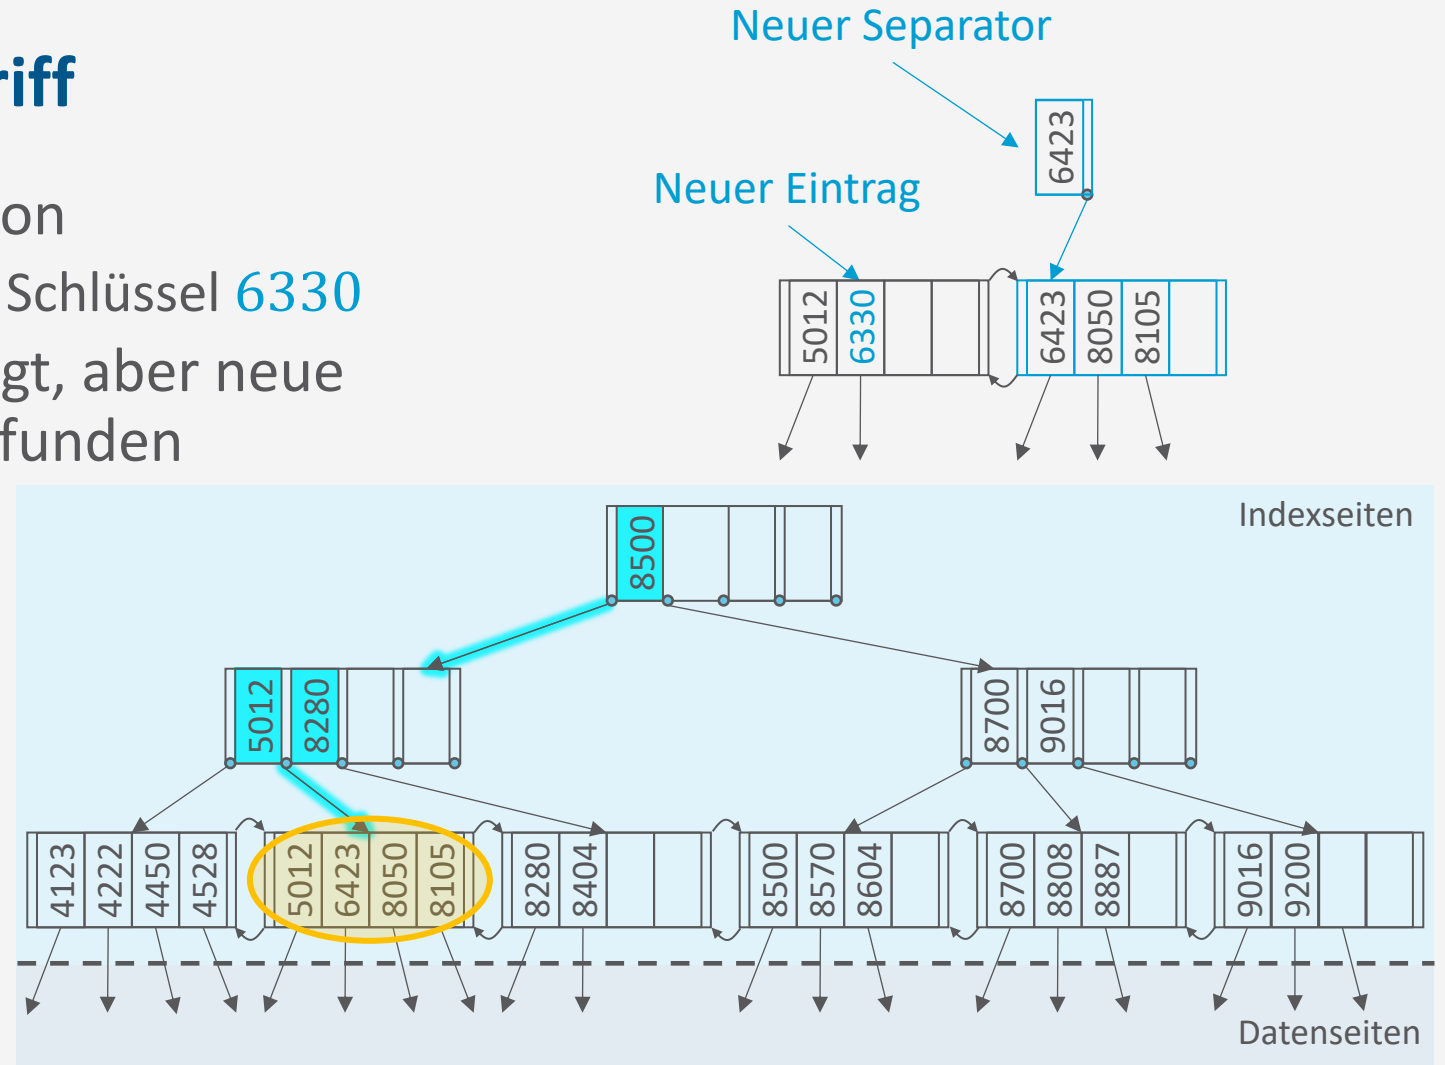 Neuer Separator
riff
6423
Neuer Eintrag
on
Schlüssel 6330
5012 6330 6423 8050 8105
gt, aber neue
funden
Indexseiten
8500
5012 8280 8700 9016
4123 4222 4450 4528 5012 6423 8050 8105 8280 8404 8500 8570 8604 8700 8808 8887 9016 9200
Datenseiten